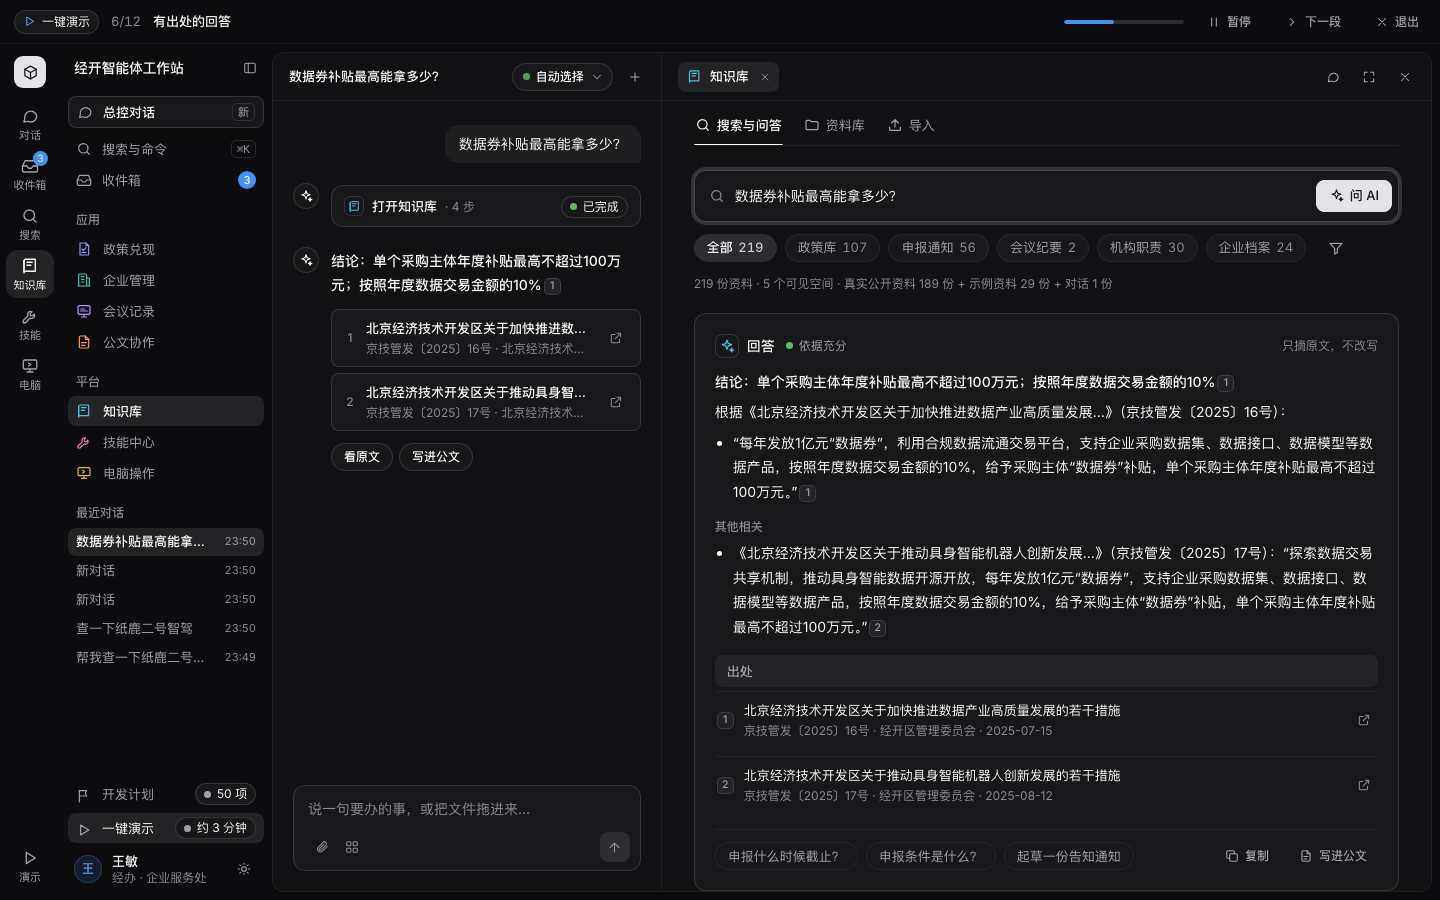 一键演示 6/12 有出处的回答
暂停 下一段 退出
对话
3
收件箱
搜索
知识库
技能
电脑
演示
经开智能体工作站
总控对话 新
搜索与命令 ⌘K
收件箱 3
应用
政策兑现
企业管理
会议记录
公文协作
平台
知识库
技能中心
电脑操作
最近对话
数据券补贴最高能拿... 23:50
新对话 23:50
新对话 23:50
查一下纸鹿二号智驾 23:50
帮我查一下纸鹿二号... 23:49
开发计划 50 项
一键演示 约 3 分钟
王 王敏
经办 · 企业服务处
数据券补贴最高能拿多少？ 自动选择
数据券补贴最高能拿多少？
打开知识库 · 4 步 已完成
结论：单个采购主体年度补贴最高不超过100万
元；按照年度数据交易金额的10% 1
1 北京经济技术开发区关于加快推进数...
京技管发〔2025〕16号 · 北京经济技术...
2 北京经济技术开发区关于推动具身智...
京技管发〔2025〕17号 · 北京经济技术...
看原文 写进公文
说一句要办的事，或把文件拖进来...
知识库
搜索与问答 资料库 导入
数据券补贴最高能拿多少？ 问 AI
全部 219 政策库 107 申报通知 56 会议纪要 2 机构职责 30 企业档案 24
219 份资料 · 5 个可见空间 · 真实公开资料 189 份 + 示例资料 29 份 + 对话 1 份
回答 依据充分 只摘原文，不改写
结论：单个采购主体年度补贴最高不超过100万元；按照年度数据交易金额的10% 1
根据《北京经济技术开发区关于加快推进数据产业高质量发展...》（京技管发〔2025〕16号）：
• “每年发放1亿元“数据券”，利用合规数据流通交易平台，支持企业采购数据集、数据接口、数据模型等数
据产品，按照年度数据交易金额的10%，给予采购主体“数据券”补贴，单个采购主体年度补贴最高不超过
100万元。” 1
其他相关
• 《北京经济技术开发区关于推动具身智能机器人创新发展...》（京技管发〔2025〕17号）：“探索数据交易
共享机制，推动具身智能数据开源开放，每年发放1亿元“数据券”，支持企业采购数据集、数据接口、数
据模型等数据产品，按照年度数据交易金额的10%，给予采购主体“数据券”补贴，单个采购主体年度补贴
最高不超过100万元。” 2
出处
1 北京经济技术开发区关于加快推进数据产业高质量发展的若干措施
京技管发〔2025〕16号 · 经开区管理委员会 · 2025-07-15
2 北京经济技术开发区关于推动具身智能机器人创新发展的若干措施
京技管发〔2025〕17号 · 经开区管理委员会 · 2025-08-12
申报什么时候截止？ 申报条件是什么？ 起草一份告知通知 复制 写进公文